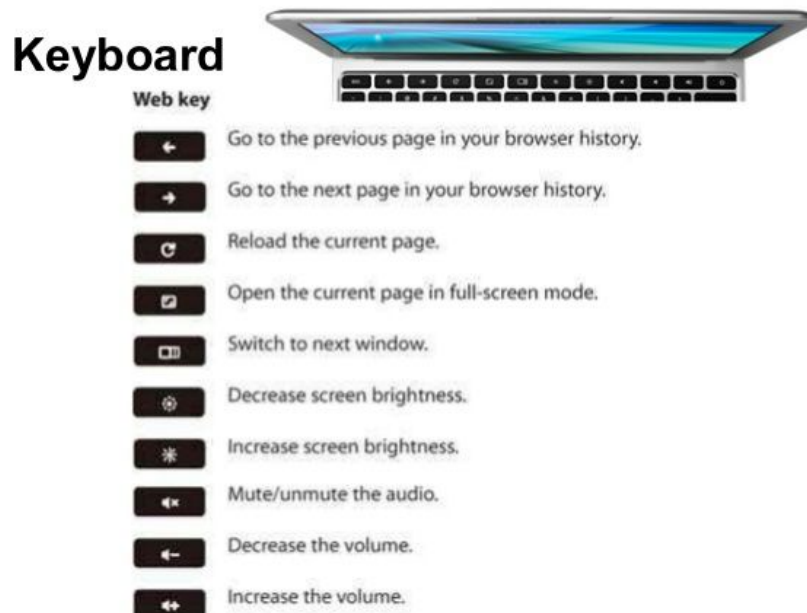 Keyboard
Web key
Go to the previous page in your browser history.
Go to the next page in your browser history.
Reload the current page.
Open the current page in full-screen mode.
Switch to next window.
Decrease screen brightness.
Increase screen brightness.
Mute/unmute the audio.
Decrease the volume.
Increase the volume.